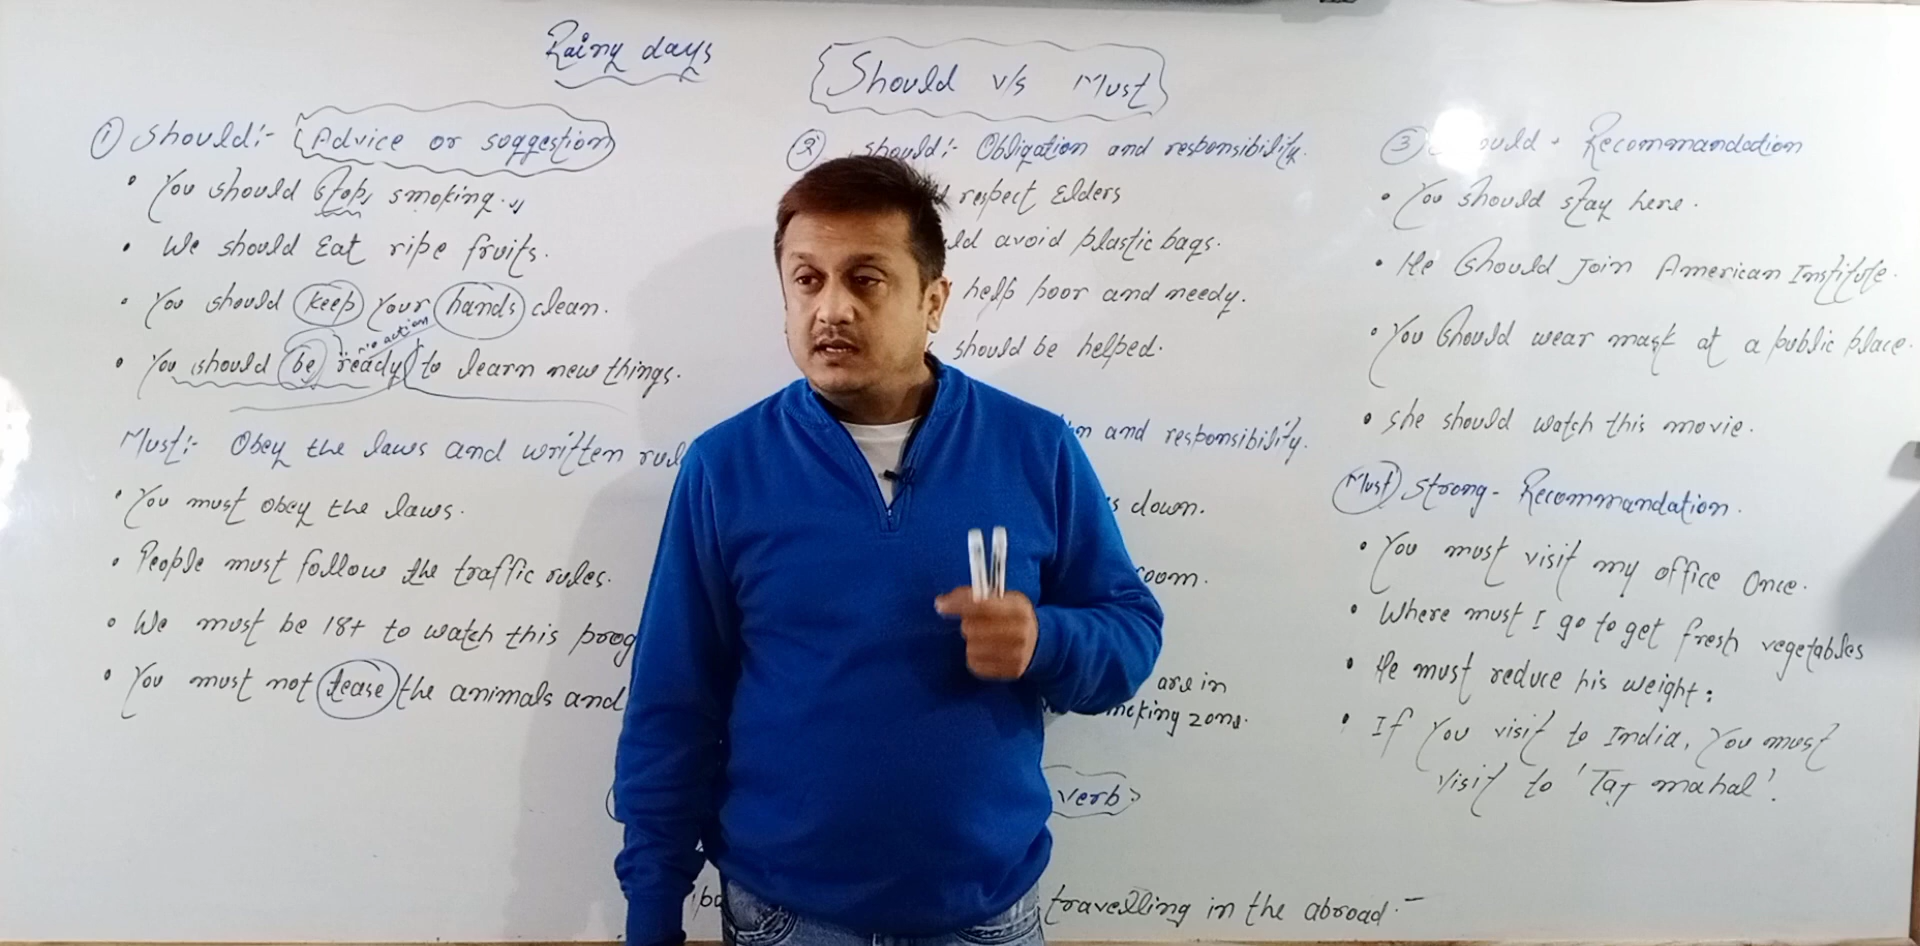 Rainy days
Should v/s Must
① Should:- Advice or suggestion
• You should stop smoking.
• We should Eat ripe fruits.
• You should keep your hands clean.
no action
• You should be ready to learn new things.
Must:- Obey the laws and written
• You must obey the laws.
• People must follow the traffic rules.
• We must be 18+ to watch this
• You must not tease the animals and
② should:- Obligation and responsibility.
respect Elders
avoid plastic bags.
help poor and needy.
should be helped.
and responsibility.
down.
are in
zone.
verb
travelling in the abroad.-
③ Recommandadion
• You should stay here.
• He should Join American Institute.
• You should wear mask at a public place.
• She should watch this movie.
Must Strong- Recommandation.
• You must visit my office Once.
• Where must I go to get fresh vegetables
• He must reduce his weight:
• If You visit to India, You must
visit to 'Taj mahal'.